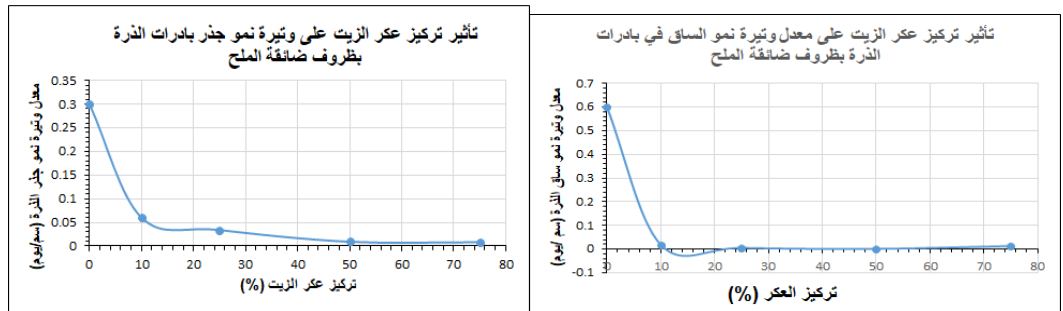 تأثير تركيز عكر الزيت على وتيرة نمو جذر بادرات الذرة
بظروف ضائقة الملح
معدل وتيرة نمو جذر الذرة (سم/يوم)
0.35
0.3
0.25
0.2
0.15
0.1
0.05
0
0 10 20 30 40 50 60 70 80
تركيز عكر الزيت (%)
تأثير تركيز عكر الزيت على معدل وتيرة نمو الساق في بادرات
الذرة بظروف ضائقة الملح
معدل وتيرة نمو ساق الذرة (سم /يوم)
0.7
0.6
0.5
0.4
0.3
0.2
0.1
0
-0.1
0 10 20 30 40 50 60 70 80
تركيز العكر (%)